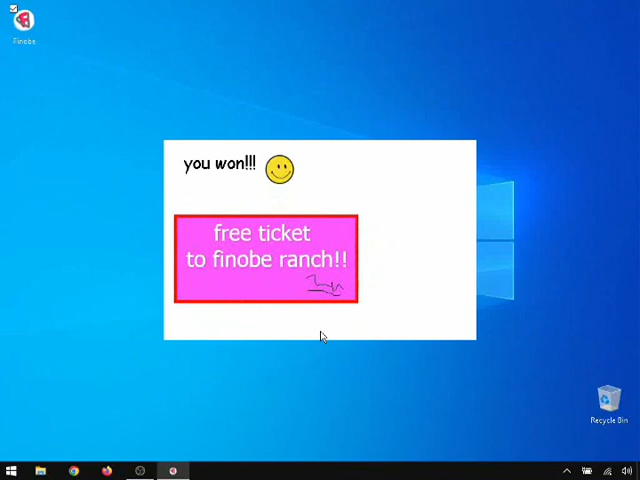 Finobe
you won!!!
free ticket
to finobe ranch!!
Recycle Bin